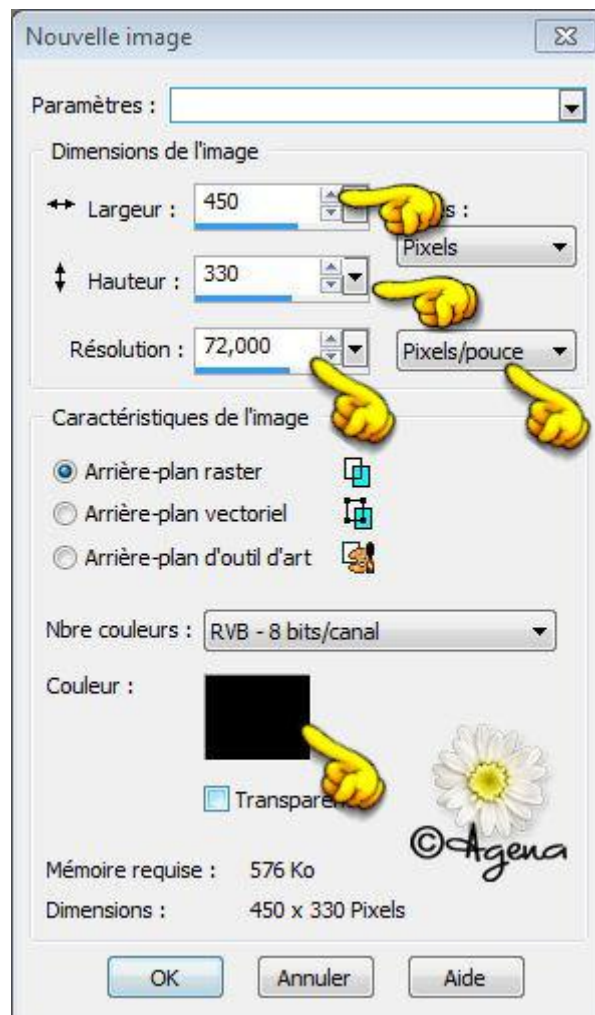 Nouvelle image
Paramètres :
Dimensions de l'image
Largeur : 450
Hauteur : 330
Pixels
Résolution : 72,000 Pixels/pouce
Caractéristiques de l'image
Arrière-plan raster
Arrière-plan vectoriel
Arrière-plan d'outil d'art
Nbre couleurs : RVB - 8 bits/canal
Couleur :
©Agena
Mémoire requise : 576 Ko
Dimensions : 450 x 330 Pixels
OK Annuler Aide